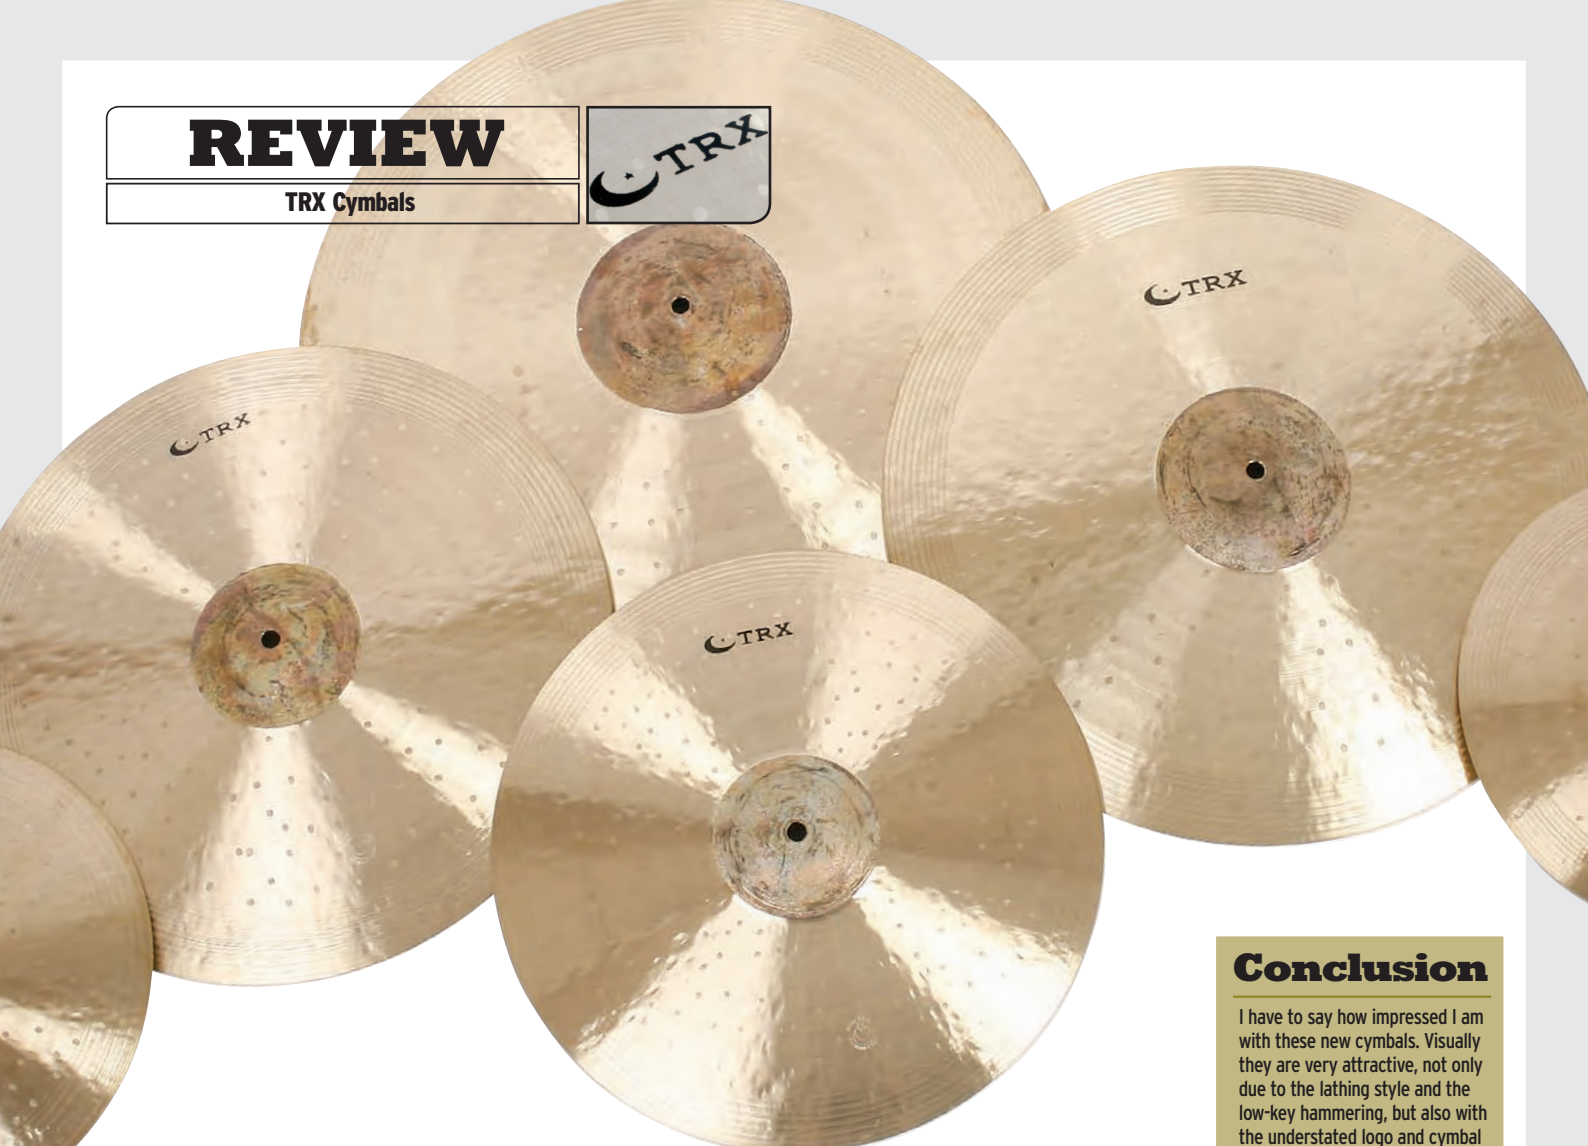 REVIEW
TRX Cymbals
TRX
TRX
TRX
TRX
Conclusion
I have to say how impressed I am
with these new cymbals. Visually
they are very attractive, not only
due to the lathing style and the
low-key hammering, but also with
the understated logo and cymbal